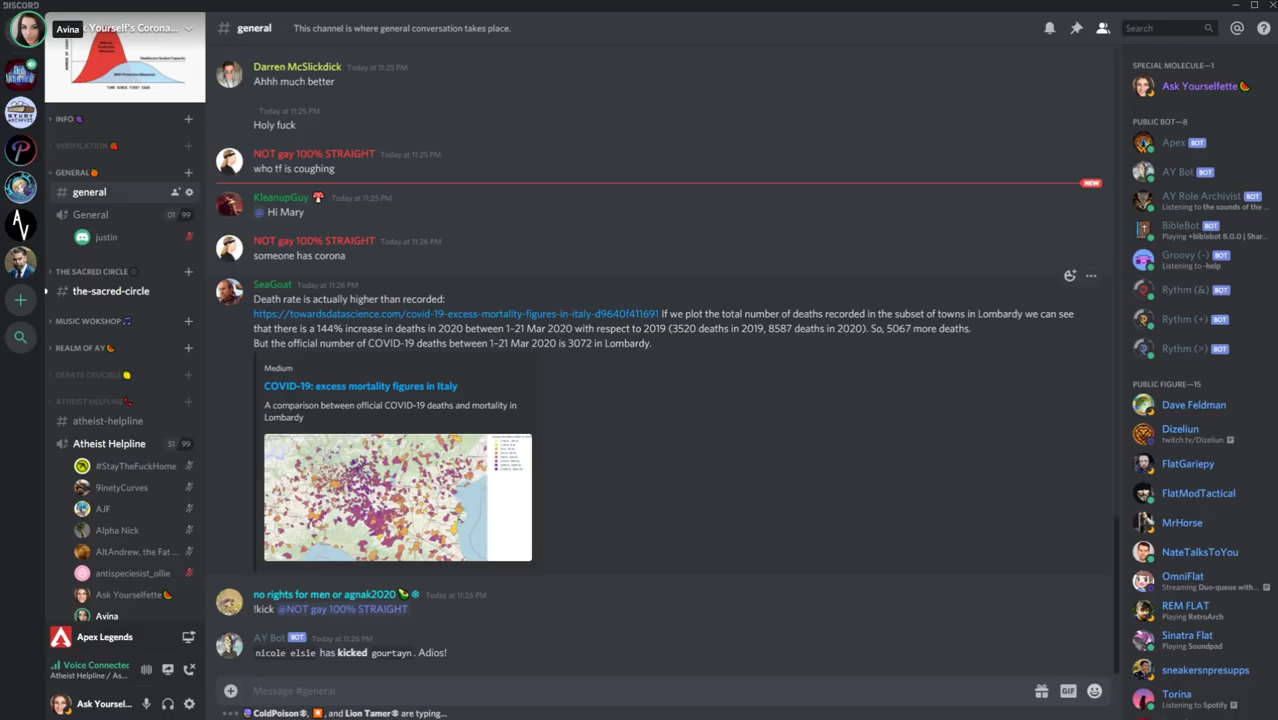 DISCORD
Avina
Ask Yourself's Corona...
TIME SINCE FIRST CASE
INFO
VERIFICATION
GENERAL
general
General
01 99
justin
THE SACRED CIRCLE
the-sacred-circle
MUSIC WOKSHOP
REALM OF AY
DEBATE CRUCIBLE
ATHEIST HELPLINE
atheist-helpline
Atheist Helpline
51 99
#StayTheFuckHome
9inetyCurves
AJF
Alpha Nick
AltAndrew, the Fat ...
antispeciesist_ollie
Ask Yourselfette
Avina
Apex Legends
Voice Connected
Atheist Helpline / As...
Ask Yoursel...
# general
This channel is where general conversation takes place.
Search
Darren McSlickdick Today at 11:25 PM
Ahhh much better
Today at 11:25 PM
Holy fuck
NOT gay 100% STRAIGHT Today at 11:25 PM
who tf is coughing
NEW
KleanupGuy Today at 11:25 PM
@ Hi Mary
NOT gay 100% STRAIGHT Today at 11:26 PM
someone has corona
SeaGoat Today at 11:26 PM
Death rate is actually higher than recorded:
https://towardsdatascience.com/covid-19-excess-mortality-figures-in-italy-d9640f411691 If we plot the total number of deaths recorded in the subset of towns in Lombardy we can see
that there is a 144% increase in deaths in 2020 between 1-21 Mar 2020 with respect to 2019 (3520 deaths in 2019, 8587 deaths in 2020). So, 5067 more deaths.
But the official number of COVID-19 deaths between 1-21 Mar 2020 is 3072 in Lombardy.
Medium
COVID-19: excess mortality figures in Italy
A comparison between official COVID-19 deaths and mortality in
Lombardy
no rights for men or agnak2020 Today at 11:26 PM
!kick @NOT gay 100% STRAIGHT
AY Bot BOT Today at 11:26 PM
nicole elsie has kicked gourtayn. Adios!
Message #general
GIF
ColdPoison, and Lion Tamer are typing...
SPECIAL MOLECULE—1
Ask Yourselfette
PUBLIC BOT—8
Apex BOT
AY Bot BOT
AY Role Archivist BOT
Listening to the sounds of the...
BibleBot BOT
Playing +biblebot 8.0.0 | Shar...
Groovy (-) BOT
Listening to -help
Rythm (&) BOT
Rythm (+) BOT
Rythm (>) BOT
PUBLIC FIGURE—15
Dave Feldman
Dizeliun
twitch.tv/Dizeliun
FlatGariepy
FlatModTactical
MrHorse
NateTalksToYou
OmniFlat
Streaming Duo-queue with...
REM FLAT
Playing RetroArch
Sinatra Flat
Playing Soundpad
sneakersnpresupps
Torina
Listening to Spotify